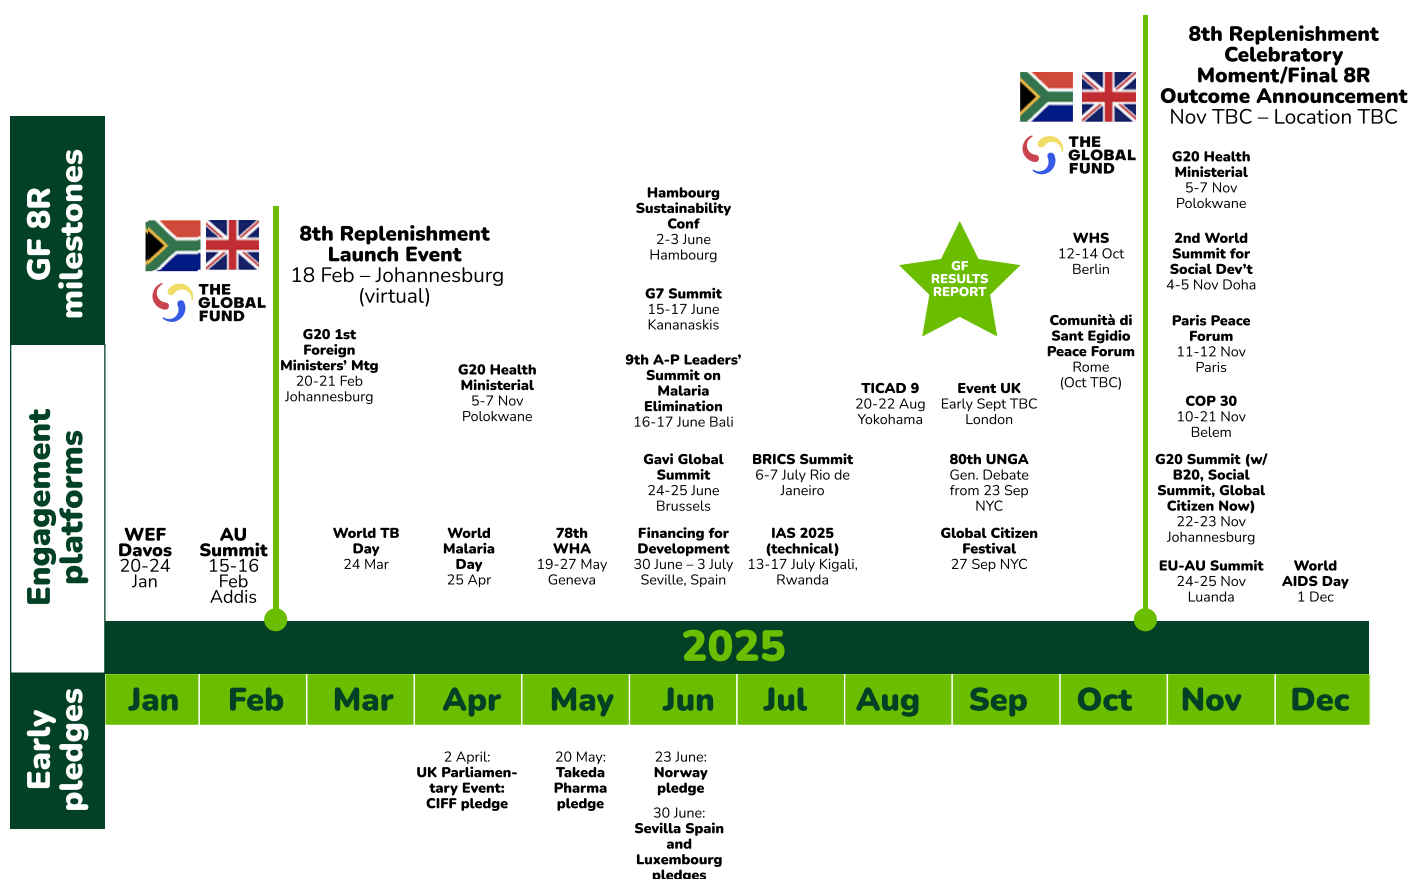 8th Replenishment
Celebratory
Moment/Final 8R
Outcome Announcement
Nov TBC – Location TBC
THE
GLOBAL
FUND
GF 8R
milestones
THE
GLOBAL
FUND
8th Replenishment
Launch Event
18 Feb – Johannesburg
(virtual)
G20 1st
Foreign
Ministers’ Mtg
20-21 Feb
Johannesburg
G20 Health
Ministerial
5-7 Nov
Polokwane
Hambourg
Sustainability
Conf
2-3 June
Hambourg
G7 Summit
15-17 June
Kananaskis
9th A-P Leaders’
Summit on
Malaria
Elimination
16-17 June Bali
Gavi Global
Summit
24-25 June
Brussels
GF
RESULTS
REPORT
TICAD 9
20-22 Aug
Yokohama
Event UK
Early Sept TBC
London
BRICS Summit
6-7 July Rio de
Janeiro
80th UNGA
Gen. Debate
from 23 Sep
NYC
WHS
12-14 Oct
Berlin
Comunità di
Sant Egidio
Peace Forum
Rome
(Oct TBC)
G20 Health
Ministerial
5-7 Nov
Polokwane
2nd World
Summit for
Social Dev’t
4-5 Nov Doha
Paris Peace
Forum
11-12 Nov
Paris
COP 30
10-21 Nov
Belem
G20 Summit (w/
B20, Social
Summit, Global
Citizen Now)
22-23 Nov
Johannesburg
Engagement
platforms
WEF
Davos
20-24
Jan
AU
Summit
15-16
Feb
Addis
World TB
Day
24 Mar
World
Malaria
Day
25 Apr
78th
WHA
19-27 May
Geneva
Financing for
Development
30 June – 3 July
Seville, Spain
IAS 2025
(technical)
13-17 July Kigali,
Rwanda
Global Citizen
Festival
27 Sep NYC
EU-AU Summit
24-25 Nov
Luanda
World
AIDS Day
1 Dec
2025
Jan Feb Mar Apr May Jun Jul Aug Sep Oct Nov Dec
Early
pledges
2 April:
UK Parliamen-
tary Event:
CIFF pledge
20 May:
Takeda
Pharma
pledge
23 June:
Norway
pledge
30 June:
Sevilla Spain
and
Luxembourg
pledges